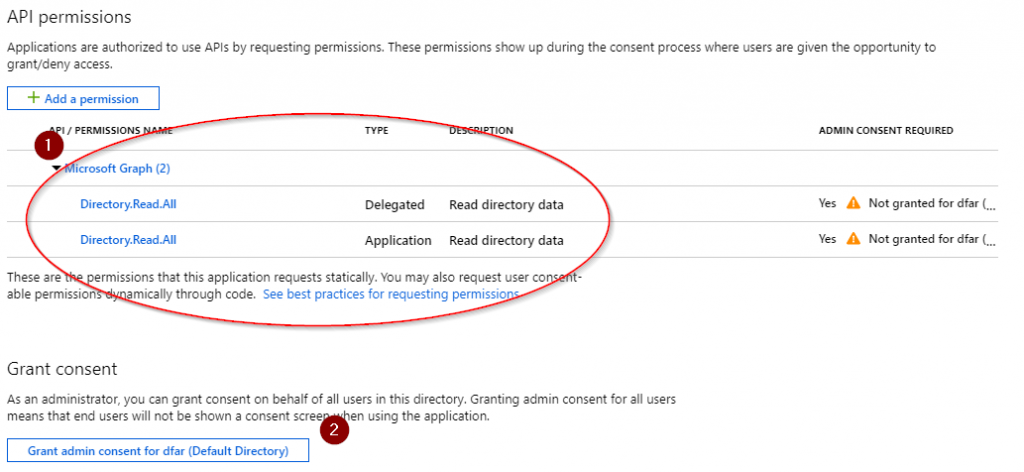 API permissions
Applications are authorized to use APIs by requesting permissions. These permissions show up during the consent process where users are given the opportunity to
grant/deny access.
+ Add a permission
API / PERMISSIONS NAME TYPE DESCRIPTION ADMIN CONSENT REQUIRED
1
Microsoft Graph (2)
Directory.Read.All Delegated Read directory data Yes Not granted for dfar (...
Directory.Read.All Application Read directory data Yes Not granted for dfar (...
These are the permissions that this application requests statically. You may also request user consent-
able permissions dynamically through code. See best practices for requesting permissions
Grant consent
As an administrator, you can grant consent on behalf of all users in this directory. Granting admin consent for all users
means that end users will not be shown a consent screen when using the application.
2
Grant admin consent for dfar (Default Directory)